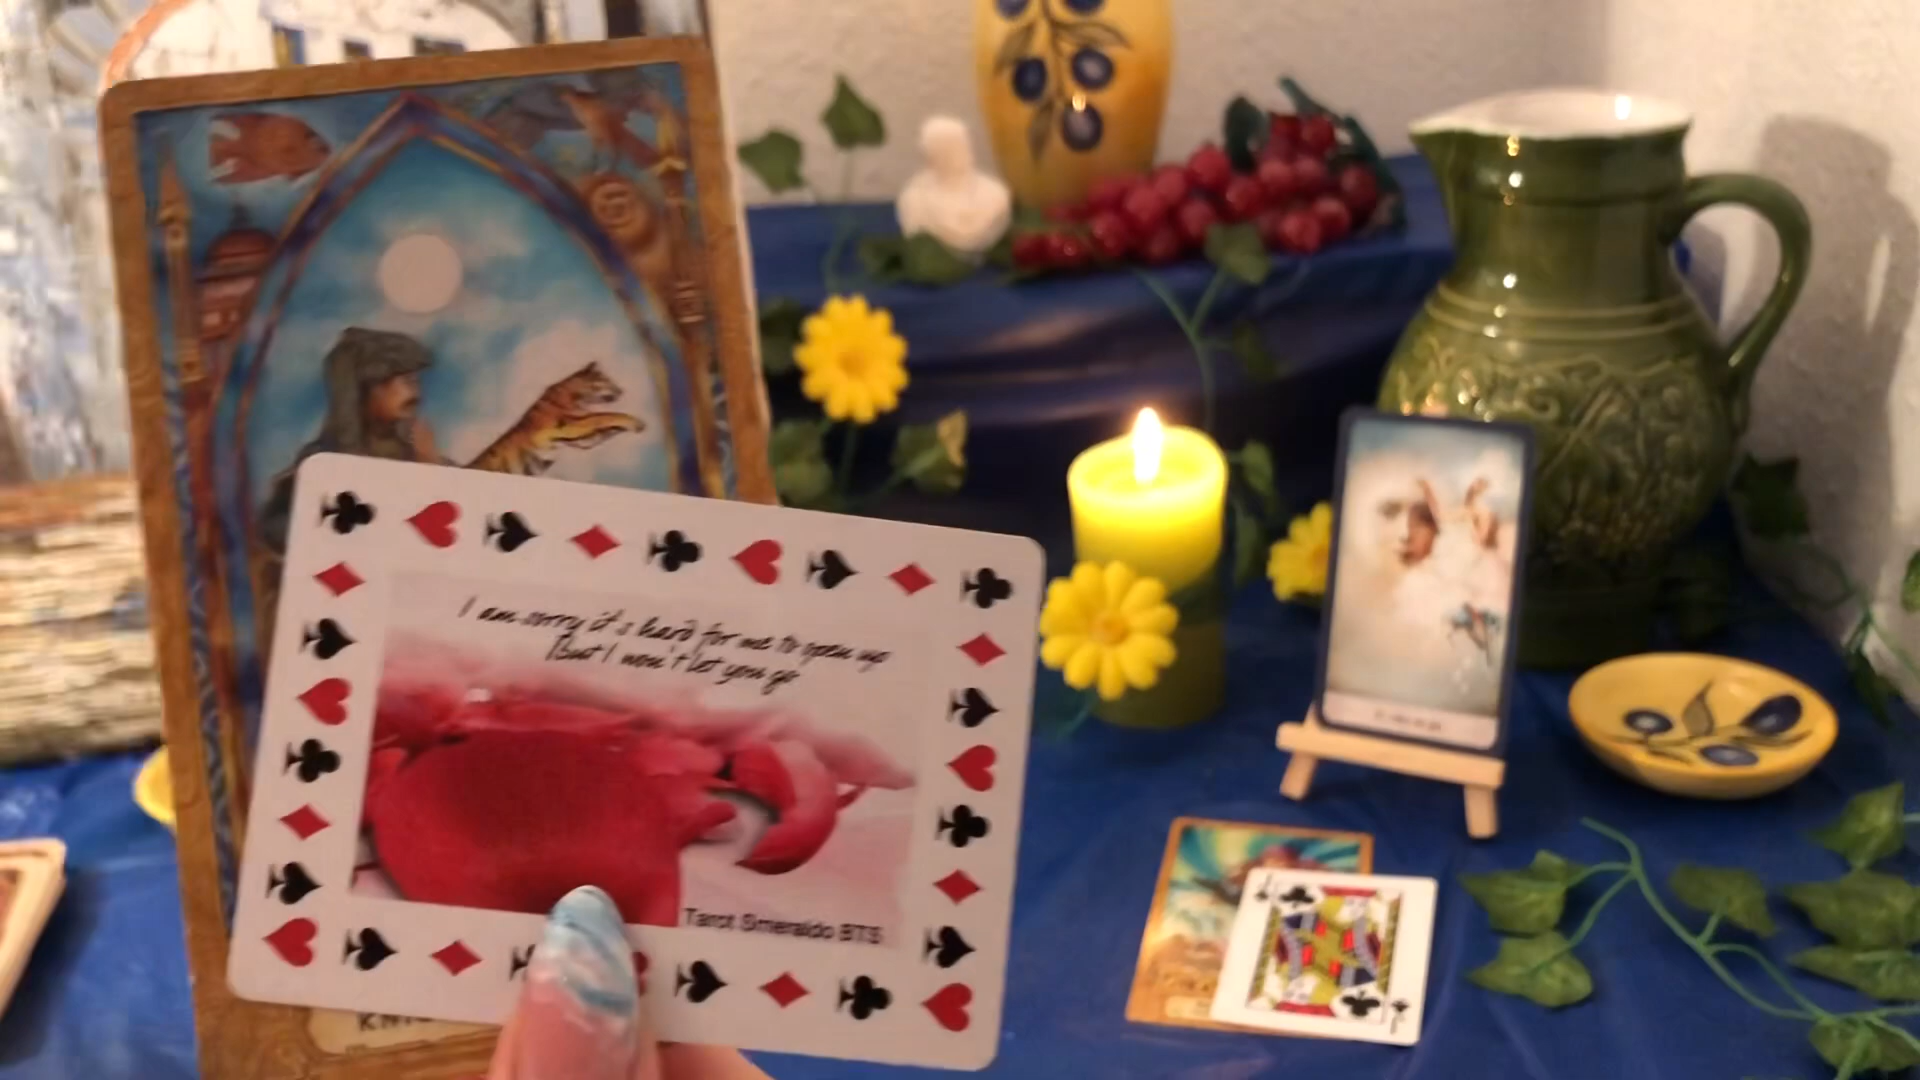 I am sorry it's hard for me to open up
But I won't let you go
Tarot Smeraldo BTS